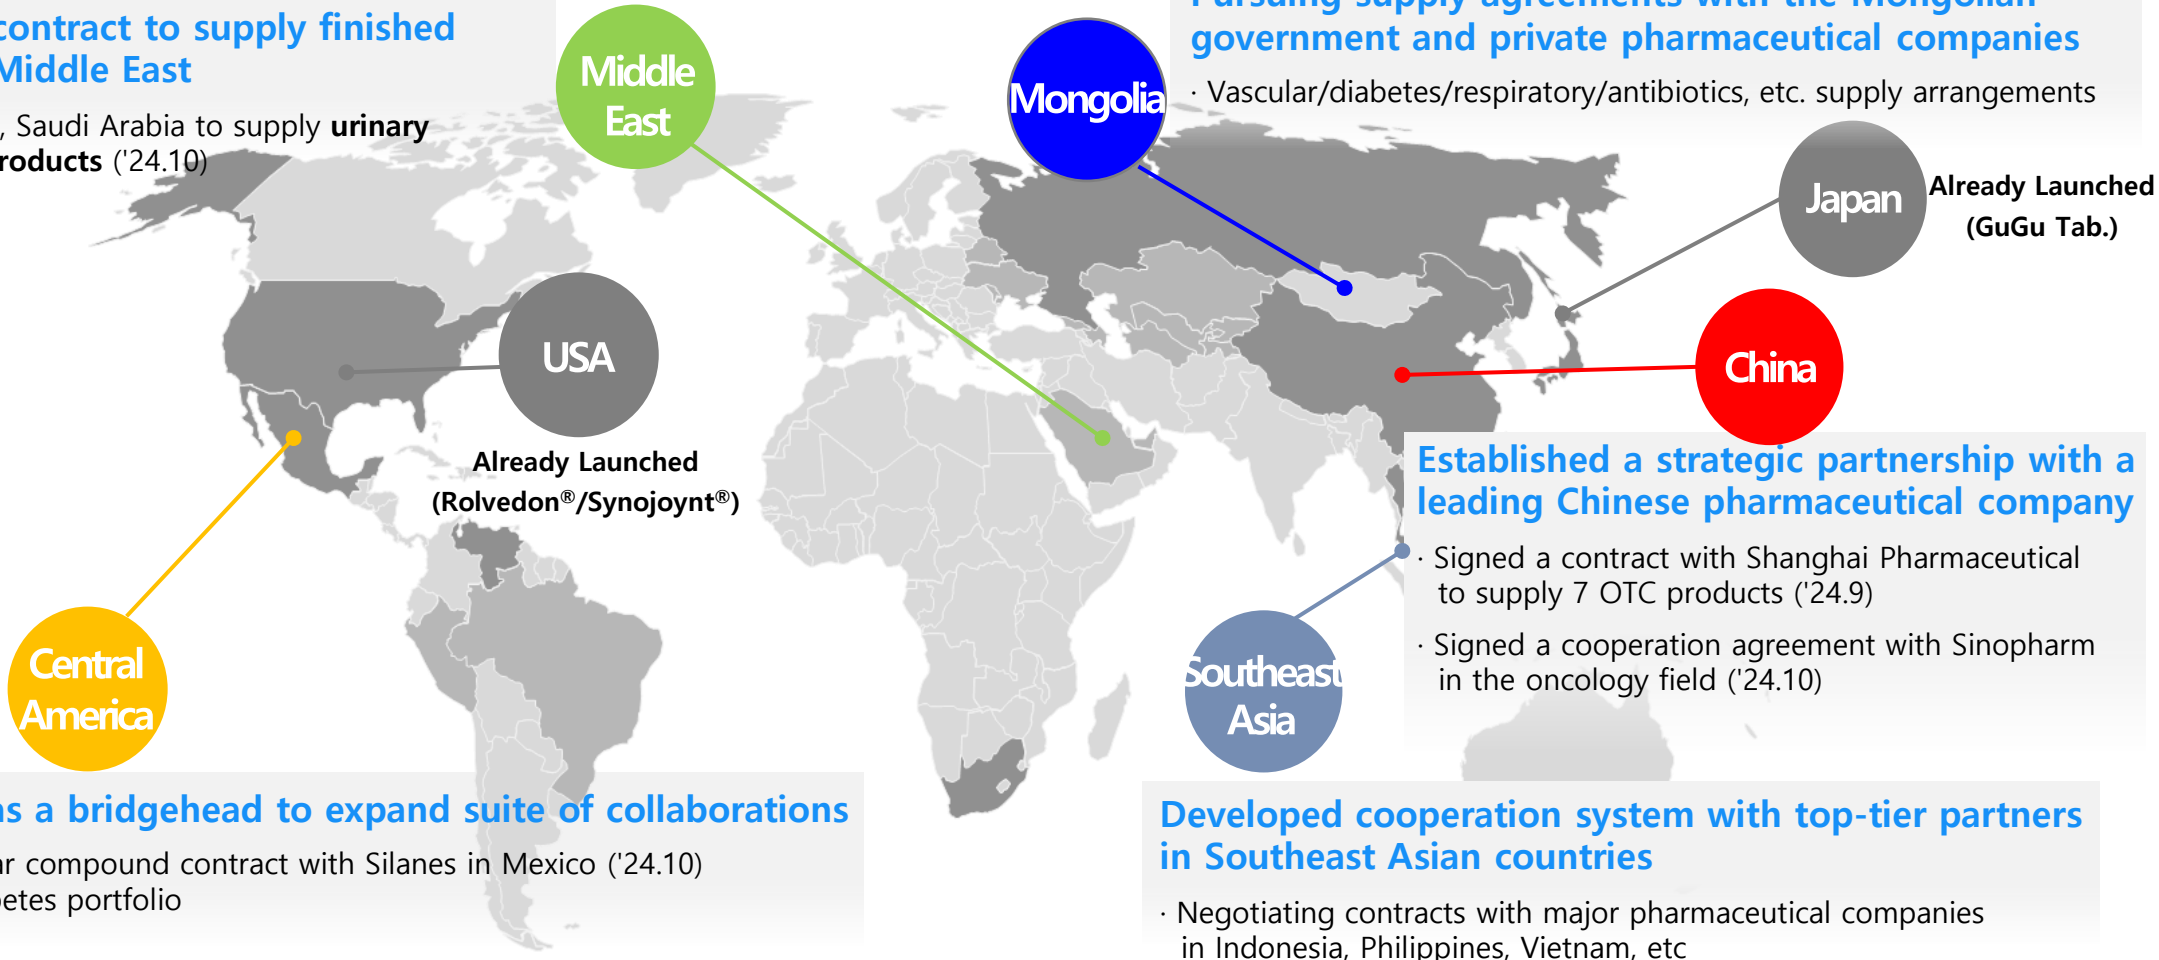 contract to supply finished
Middle East
, Saudi Arabia to supply urinary
roducts ('24.10)
Middle
East
Mongolia
Pursuing supply agreements with the Mongolian
government and private pharmaceutical companies
· Vascular/diabetes/respiratory/antibiotics, etc. supply arrangements
Japan
Already Launched
(GuGu Tab.)
USA
Already Launched
(Rolvedon®/Synojoynt®)
China
Established a strategic partnership with a
leading Chinese pharmaceutical company
· Signed a contract with Shanghai Pharmaceutical
to supply 7 OTC products ('24.9)
· Signed a cooperation agreement with Sinopharm
in the oncology field ('24.10)
Central
America
as a bridgehead to expand suite of collaborations
ar compound contract with Silanes in Mexico ('24.10)
etes portfolio
Southeast
Asia
Developed cooperation system with top-tier partners
in Southeast Asian countries
· Negotiating contracts with major pharmaceutical companies
in Indonesia, Philippines, Vietnam, etc